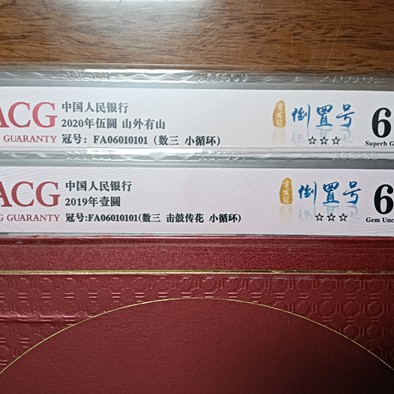 ACG
GUARANTY
中国人民银行
2020年伍圆 山外有山
冠号：FA06010101（数三 小循环）
倒置号
☆☆☆
6
Superb G
ACG
GUARANTY
中国人民银行
2019年壹圆
冠号:FA06010101(数三 击鼓传花 小循环)
倒置号
☆☆☆
6
Gem Unc